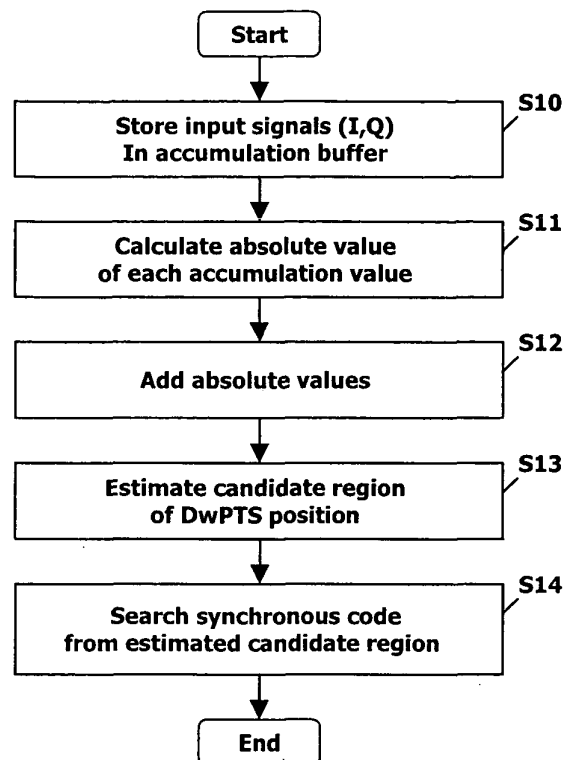 Start
S10
Store input signals (I,Q)
In accumulation buffer
S11
Calculate absolute value
of each accumulation value
S12
Add absolute values
S13
Estimate candidate region
of DwPTS position
S14
Search synchronous code
from estimated candidate region
End